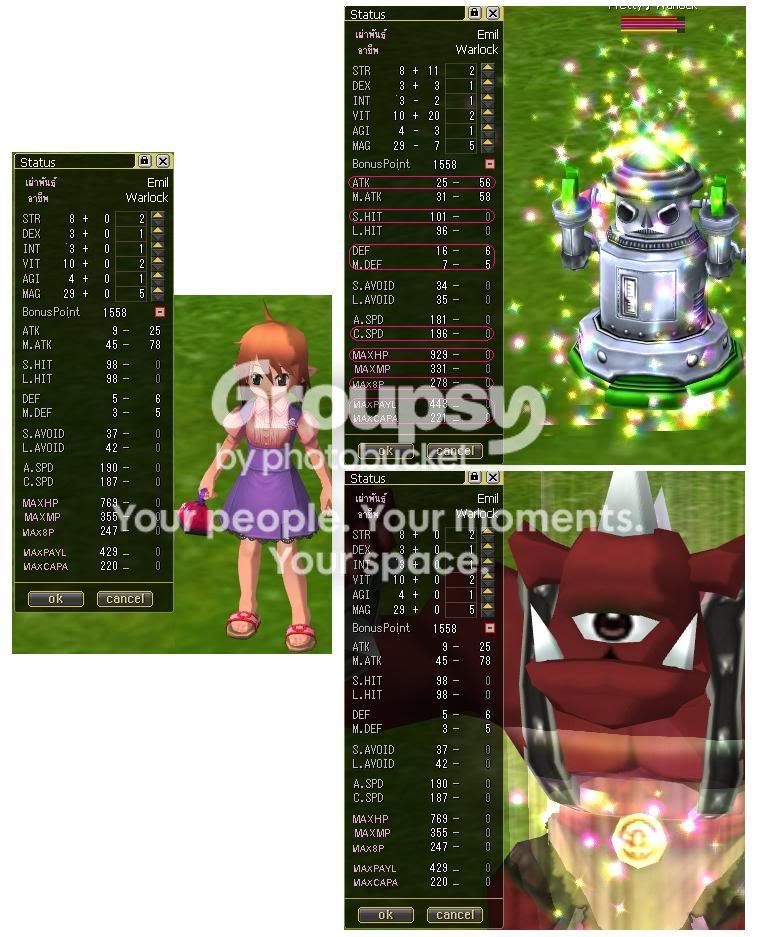 Status
เผ่าพันธุ์ Emil
อาชีพ Warlock
STR 8 + 0 2
DEX 3 + 0 1
INT 3 + 0 1
VIT 10 + 0 2
AGI 4 + 0 1
MAG 29 + 0 5
BonusPoint 1558
ATK 9 - 25
M.ATK 45 - 78
S.HIT 98 - 0
L.HIT 98 - 0
DEF 5 - 6
M.DEF 3 - 5
S.AVOID 37 - 0
L.AVOID 42 - 0
A.SPD 190 - 0
C.SPD 187 - 0
MAXHP 769 - 0
MAXMP 355 - 0
MAXSP 247 - 0
MAXPAYL 429 - 0
MAXCAPA 220 - 0
ok cancel
Status
เผ่าพันธุ์ Emil
อาชีพ Warlock
STR 8 + 11 2
DEX 3 + 3 1
INT 3 - 2 1
VIT 10 + 20 2
AGI 4 - 3 1
MAG 29 - 7 5
BonusPoint 1558
ATK 25 - 56
M.ATK 31 - 58
S.HIT 101 - 0
L.HIT 96 - 0
DEF 16 - 6
M.DEF 7 - 5
S.AVOID 34 - 0
L.AVOID 35 - 0
A.SPD 181 - 0
C.SPD 196 - 0
MAXHP 929 - 0
MAXMP 331 - 0
MAXSP 278 - 0
MAXPAYL 443 - 0
MAXCAPA 221 - 0
ok cancel
Warlock
Status
เผ่าพันธุ์ Emil
อาชีพ Warlock
STR 8 + 0 2
DEX 3 + 0 1
INT 3 + 0 1
VIT 10 + 0 2
AGI 4 + 0 1
MAG 29 + 0 5
BonusPoint 1558
ATK 9 - 25
M.ATK 45 - 78
S.HIT 98 - 0
L.HIT 98 - 0
DEF 5 - 6
M.DEF 3 - 5
S.AVOID 37 - 0
L.AVOID 42 - 0
A.SPD 190 - 0
C.SPD 187 - 0
MAXHP 769 - 0
MAXMP 355 - 0
MAXSP 247 - 0
MAXPAYL 429 - 0
MAXCAPA 220 - 0
ok cancel
Groupsy
by photobucket
Your people. Your moments.
Your space.